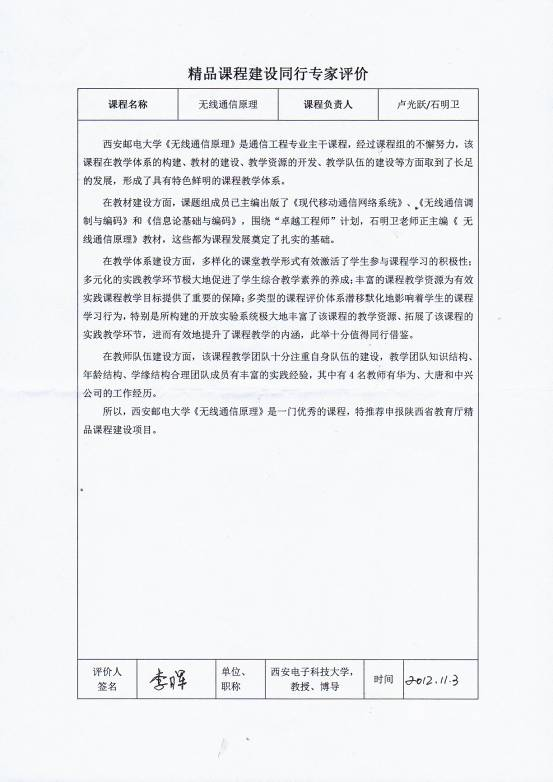 精品课程建设同行专家评价
课程名称 无线通信原理 课程负责人 卢光跃/石明卫
西安邮电大学《无线通信原理》是通信工程专业主干课程，经过课程组的不懈努力，该
课程在教学体系的构建、教材的建设、教学资源的开发、教学队伍的建设等方面取到了长足
的发展，形成了具有特色鲜明的课程教学体系。
在教材建设方面，课题组成员已主编出版了《现代移动通信网络系统》、《无线通信调
制与编码》和《信息论基础与编码》，围绕“卓越工程师”计划，石明卫老师正主编《 无
线通信原理》教材，这些都为课程发展奠定了扎实的基础。
在教学体系建设方面，多样化的课堂教学形式有效激活了学生参与课程学习的积极性；
多元化的实践教学环节极大地促进了学生综合教学素养的养成；丰富的课程教学资源为有效
实践课程教学目标提供了重要的保障；多类型的课程评价体系潜移默化地影响着学生的课程
学习行为，特别是所构建的开放实验系统极大地丰富了该课程的教学资源、拓展了该课程的
实践教学环节，进而有效地提升了课程教学的内涵，此举十分值得同行借鉴。
在教师队伍建设方面，该课程教学团队十分注重自身队伍的建设，教学团队知识结构、
年龄结构、学缘结构合理团队成员有丰富的实践经验，其中有 4 名教师有华为、大唐和中兴
公司的工作经历。
所以，西安邮电大学《无线通信原理》是一门优秀的课程，特推荐申报陕西省教育厅精
品课程建设项目。
评价人 李晖 单位、 西安电子科技大学， 时间 2012.11.3
签名 职称 教授、博导